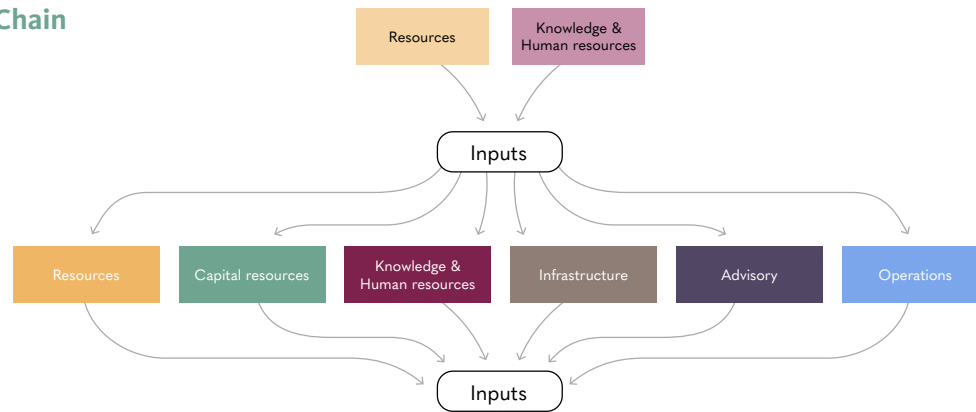 Chain
Resources
Knowledge &
Human resources
Inputs
Resources
Capital resources
Knowledge &
Human resources
Infrastructure
Advisory
Operations
Inputs